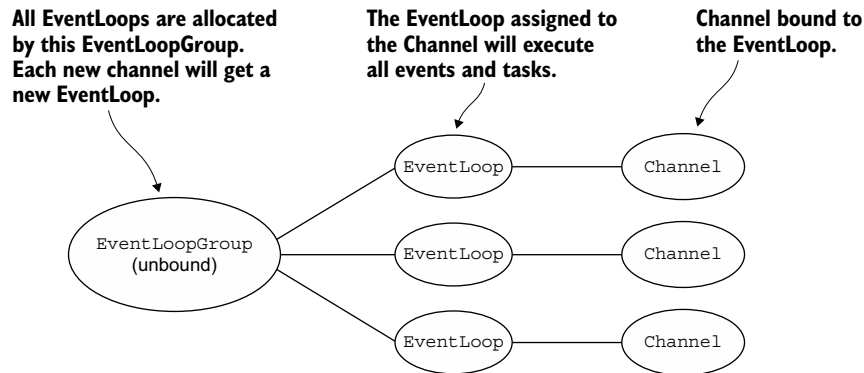 All EventLoops are allocated
by this EventLoopGroup.
Each new channel will get a
new EventLoop.
The EventLoop assigned to
the Channel will execute
all events and tasks.
Channel bound to
the EventLoop.
EventLoop
Channel
EventLoopGroup
(unbound)
EventLoop
Channel
EventLoop
Channel